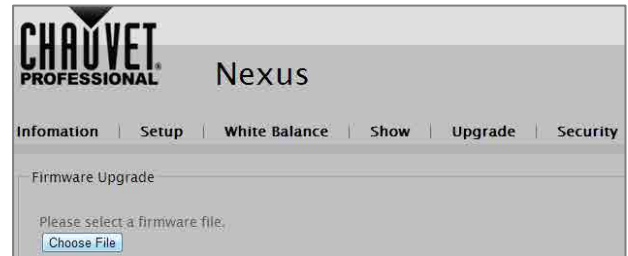 CHAUVET®
PROFESSIONAL
Nexus
Infomation | Setup | White Balance | Show | Upgrade | Security
Firmware Upgrade
Please select a firmware file.
Choose File